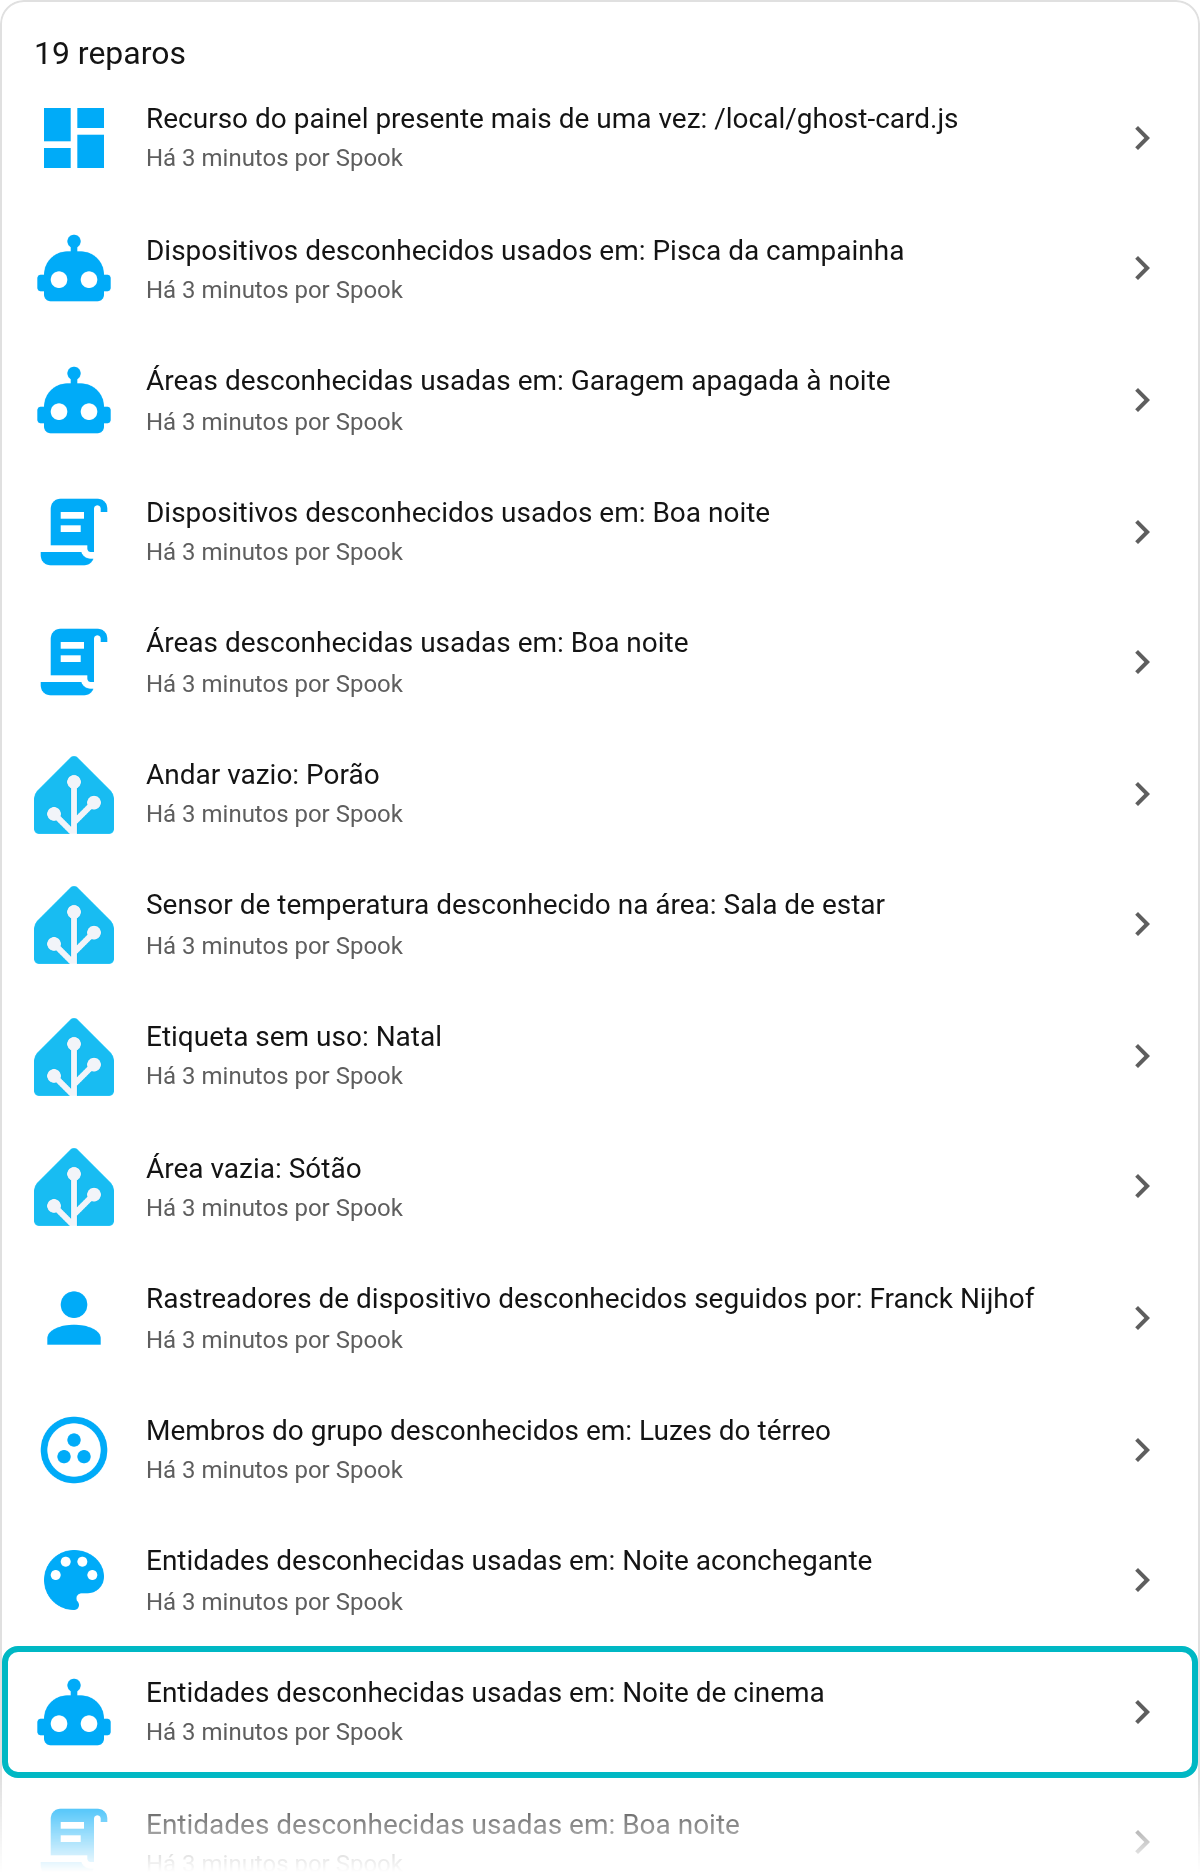 19 reparos
Recurso do painel presente mais de uma vez: /local/ghost-card.js
Há 3 minutos por Spook
Dispositivos desconhecidos usados em: Pisca da campainha
Há 3 minutos por Spook
Áreas desconhecidas usadas em: Garagem apagada à noite
Há 3 minutos por Spook
Dispositivos desconhecidos usados em: Boa noite
Há 3 minutos por Spook
Áreas desconhecidas usadas em: Boa noite
Há 3 minutos por Spook
Andar vazio: Porão
Há 3 minutos por Spook
Sensor de temperatura desconhecido na área: Sala de estar
Há 3 minutos por Spook
Etiqueta sem uso: Natal
Há 3 minutos por Spook
Área vazia: Sótão
Há 3 minutos por Spook
Rastreadores de dispositivo desconhecidos seguidos por: Franck Nijhof
Há 3 minutos por Spook
Membros do grupo desconhecidos em: Luzes do térreo
Há 3 minutos por Spook
Entidades desconhecidas usadas em: Noite aconchegante
Há 3 minutos por Spook
Entidades desconhecidas usadas em: Noite de cinema
Há 3 minutos por Spook
Entidades desconhecidas usadas em: Boa noite
Há 3 minutos por Spook